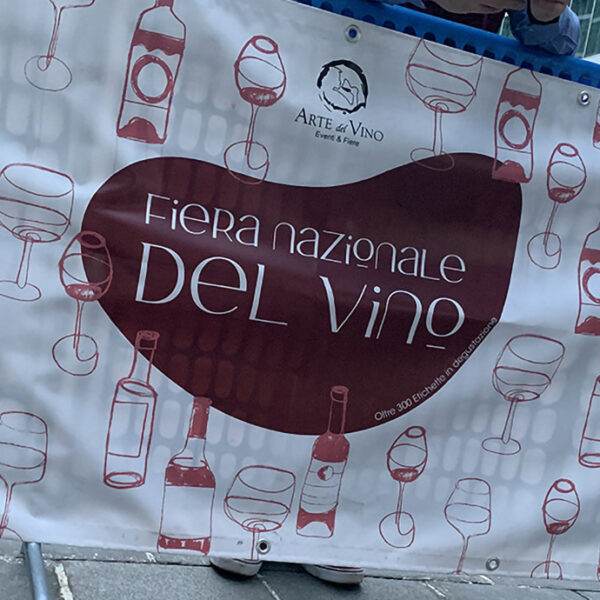 ARTE del VINO
Eventi & Fiere
Fiera nazionale
Del Vino
Oltre 300 Etichette in degustazione